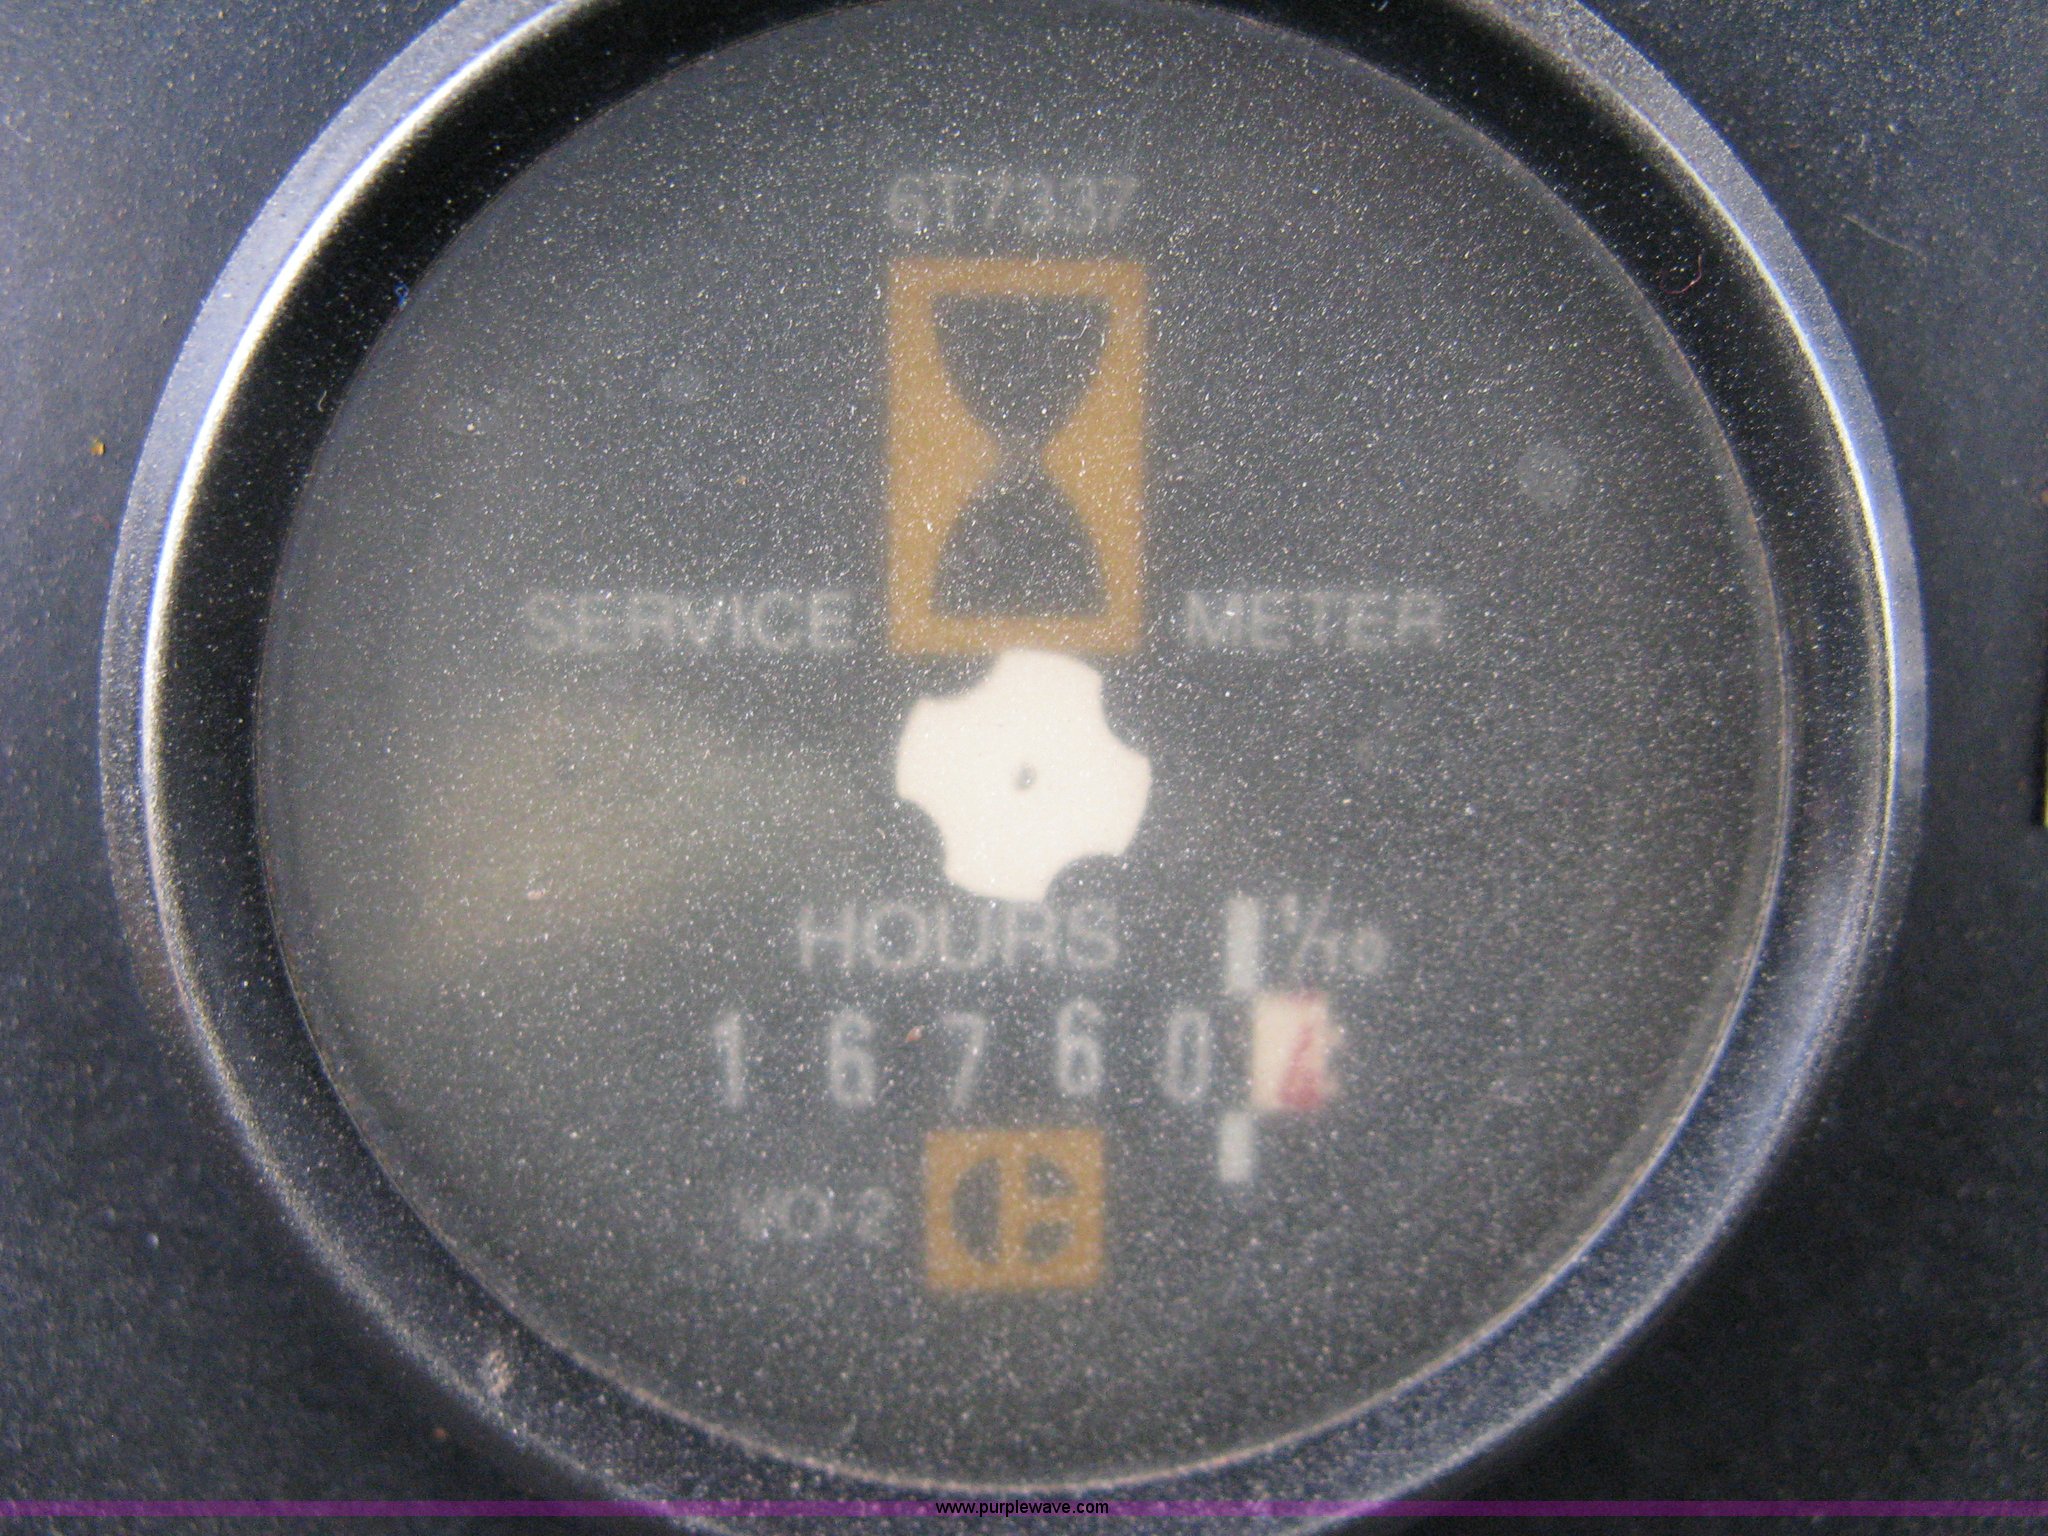 6T7337
SERVICE METER
HOURS 1/10
1 6 7 6 0
www.purplewave.com